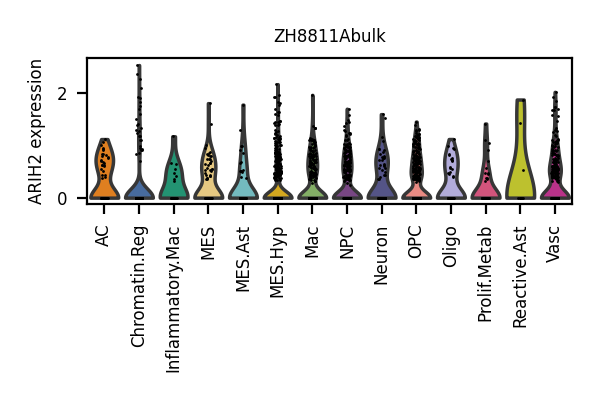 ZH8811Abulk
ARIH2 expression
2
0
AC
Chromatin.Reg
Inflammatory.Mac
MES
MES.Ast
MES.Hyp
Mac
NPC
Neuron
OPC
Oligo
Prolif.Metab
Reactive.Ast
Vasc